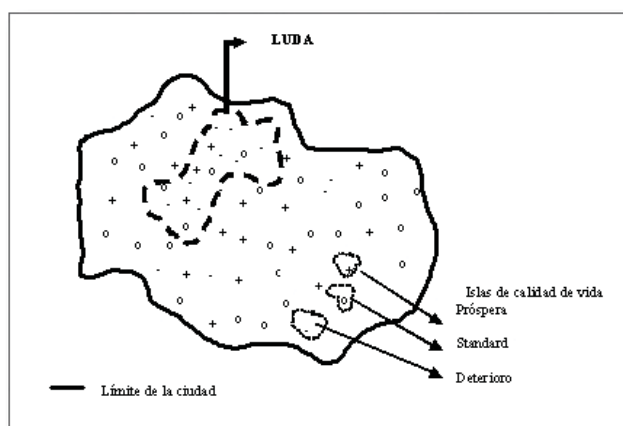 LUDA
Islas de calidad de vida
Próspera
Standard
Deterioro
Límite de la ciudad